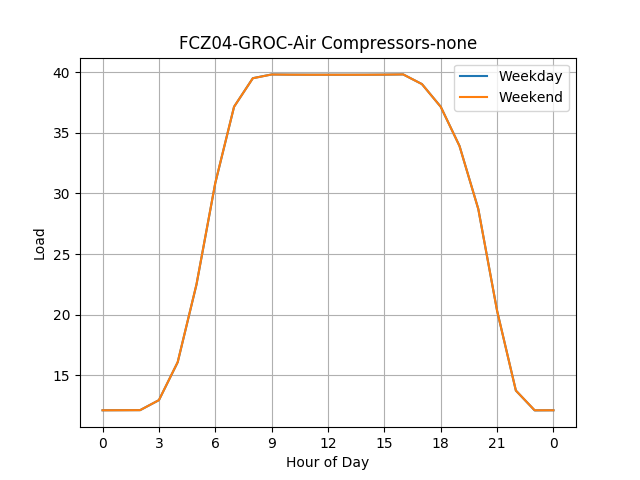 FCZ04-GROC-Air Compressors-none
Weekday
Weekend
Load
40
35
30
25
20
15
0 3 6 9 12 15 18 21 0
Hour of Day